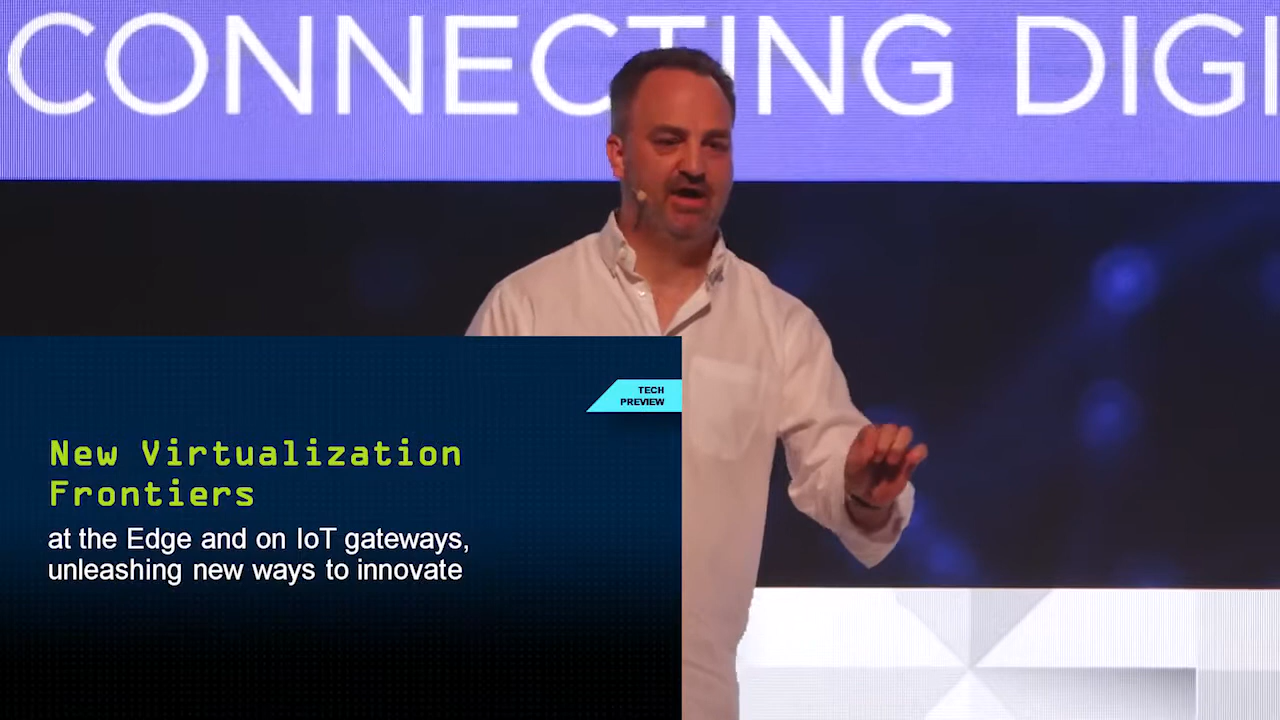 CONNECTING DIGI
TECH
PREVIEW
New Virtualization
Frontiers
at the Edge and on IoT gateways,
unleashing new ways to innovate